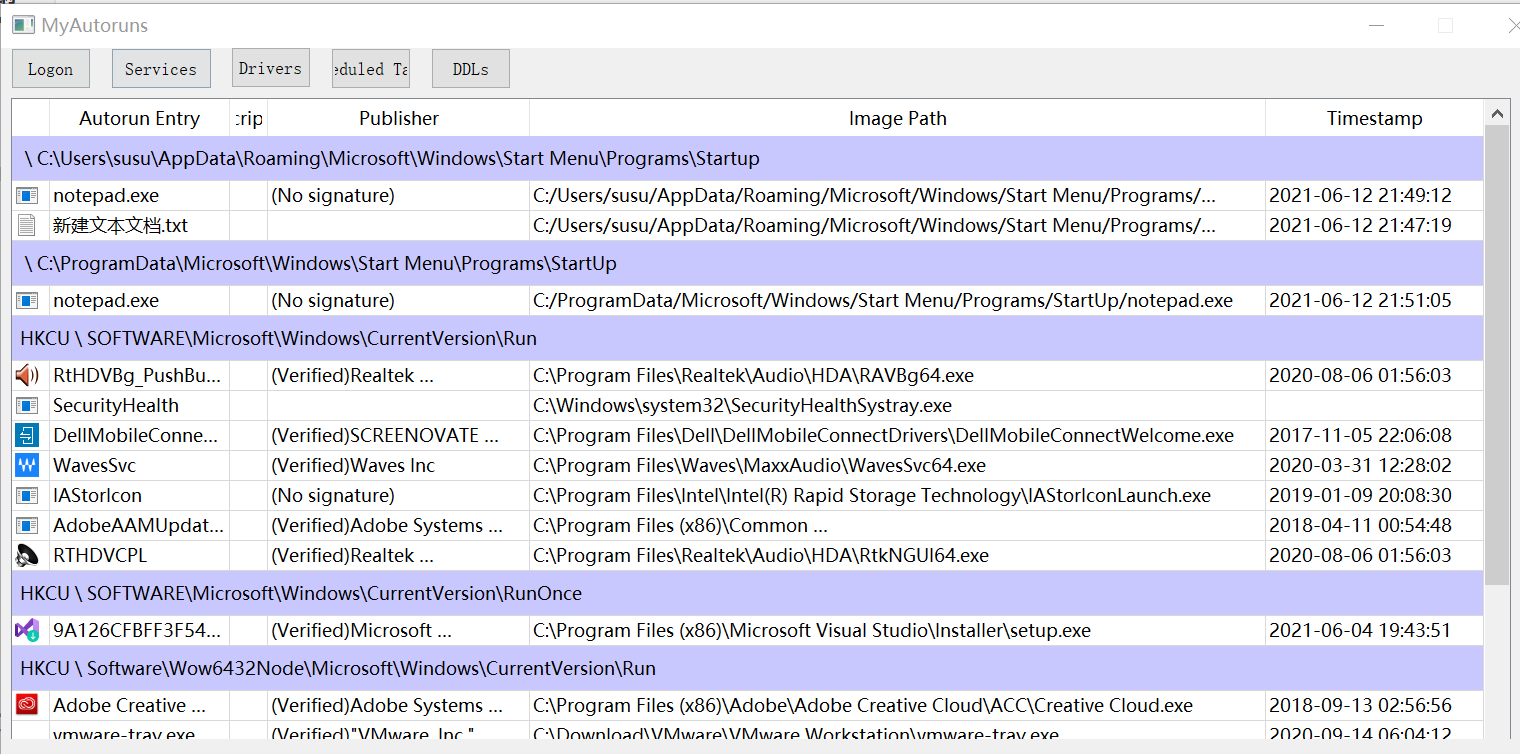 MyAutoruns
Logon Services Drivers eduled Ta DDLs
Autorun Entry crip Publisher Image Path Timestamp
\ C:\Users\susu\AppData\Roaming\Microsoft\Windows\Start Menu\Programs\Startup
notepad.exe (No signature) C:/Users/susu/AppData/Roaming/Microsoft/Windows/Start Menu/Programs/... 2021-06-12 21:49:12
新建文本文档.txt C:/Users/susu/AppData/Roaming/Microsoft/Windows/Start Menu/Programs/... 2021-06-12 21:47:19
\ C:\ProgramData\Microsoft\Windows\Start Menu\Programs\StartUp
notepad.exe (No signature) C:/ProgramData/Microsoft/Windows/Start Menu/Programs/StartUp/notepad.exe 2021-06-12 21:51:05
HKCU \ SOFTWARE\Microsoft\Windows\CurrentVersion\Run
RtHDVBg_PushBu... (Verified)Realtek ... C:\Program Files\Realtek\Audio\HDA\RAVBg64.exe 2020-08-06 01:56:03
SecurityHealth C:\Windows\system32\SecurityHealthSystray.exe
DellMobileConne... (Verified)SCREENOVATE ... C:\Program Files\Dell\DellMobileConnectDrivers\DellMobileConnectWelcome.exe 2017-11-05 22:06:08
WavesSvc (Verified)Waves Inc C:\Program Files\Waves\MaxxAudio\WavesSvc64.exe 2020-03-31 12:28:02
IAStorIcon (No signature) C:\Program Files\Intel\Intel(R) Rapid Storage Technology\IAStorIconLaunch.exe 2019-01-09 20:08:30
AdobeAAMUpdat... (Verified)Adobe Systems ... C:\Program Files (x86)\Common ... 2018-04-11 00:54:48
RTHDVCPL (Verified)Realtek ... C:\Program Files\Realtek\Audio\HDA\RtkNGUI64.exe 2020-08-06 01:56:03
HKCU \ SOFTWARE\Microsoft\Windows\CurrentVersion\RunOnce
9A126CFBFF3F54... (Verified)Microsoft ... C:\Program Files (x86)\Microsoft Visual Studio\Installer\setup.exe 2021-06-04 19:43:51
HKCU \ Software\Wow6432Node\Microsoft\Windows\CurrentVersion\Run
Adobe Creative ... (Verified)Adobe Systems ... C:\Program Files (x86)\Adobe\Adobe Creative Cloud\ACC\Creative Cloud.exe 2018-09-13 02:56:56
vmware-tray.exe (Verified)"VMware, Inc." C:\Download\VMware\VMware Workstation\vmware-tray.exe 2020-09-14 06:04:12